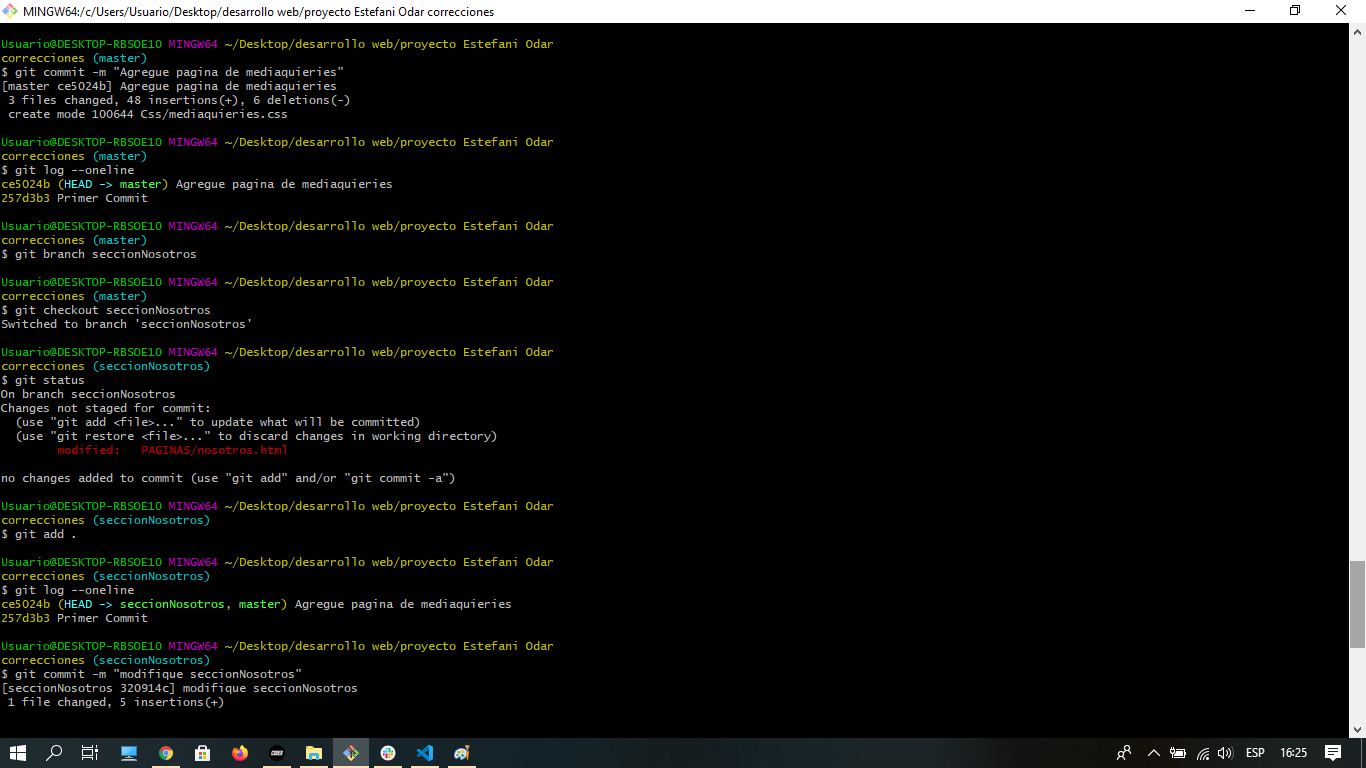 MINGW64:/c/Users/Usuario/Desktop/desarrollo web/proyecto Estefani Odar correcciones
Usuario@DESKTOP-RBSOE1O MINGW64 ~/Desktop/desarrollo web/proyecto Estefani Odar
correcciones (master)
$ git commit -m "Agregue pagina de mediaquieries"
[master ce5024b] Agregue pagina de mediaquieries
 3 files changed, 48 insertions(+), 6 deletions(-)
 create mode 100644 Css/mediaquieries.css
Usuario@DESKTOP-RBSOE1O MINGW64 ~/Desktop/desarrollo web/proyecto Estefani Odar
correcciones (master)
$ git log --oneline
ce5024b (HEAD -> master) Agregue pagina de mediaquieries
257d3b3 Primer Commit
Usuario@DESKTOP-RBSOE1O MINGW64 ~/Desktop/desarrollo web/proyecto Estefani Odar
correcciones (master)
$ git branch seccionNosotros
Usuario@DESKTOP-RBSOE1O MINGW64 ~/Desktop/desarrollo web/proyecto Estefani Odar
correcciones (master)
$ git checkout seccionNosotros
Switched to branch 'seccionNosotros'
Usuario@DESKTOP-RBSOE1O MINGW64 ~/Desktop/desarrollo web/proyecto Estefani Odar
correcciones (seccionNosotros)
$ git status
On branch seccionNosotros
Changes not staged for commit:
  (use "git add <file>..." to update what will be committed)
  (use "git restore <file>..." to discard changes in working directory)
        modified:   PAGINAS/nosotros.html
no changes added to commit (use "git add" and/or "git commit -a")
Usuario@DESKTOP-RBSOE1O MINGW64 ~/Desktop/desarrollo web/proyecto Estefani Odar
correcciones (seccionNosotros)
$ git add .
Usuario@DESKTOP-RBSOE1O MINGW64 ~/Desktop/desarrollo web/proyecto Estefani Odar
correcciones (seccionNosotros)
$ git log --oneline
ce5024b (HEAD -> seccionNosotros, master) Agregue pagina de mediaquieries
257d3b3 Primer Commit
Usuario@DESKTOP-RBSOE1O MINGW64 ~/Desktop/desarrollo web/proyecto Estefani Odar
correcciones (seccionNosotros)
$ git commit -m "modifique seccionNosotros"
[seccionNosotros 320914c] modifique seccionNosotros
 1 file changed, 5 insertions(+)
CODER
ESP
16:25